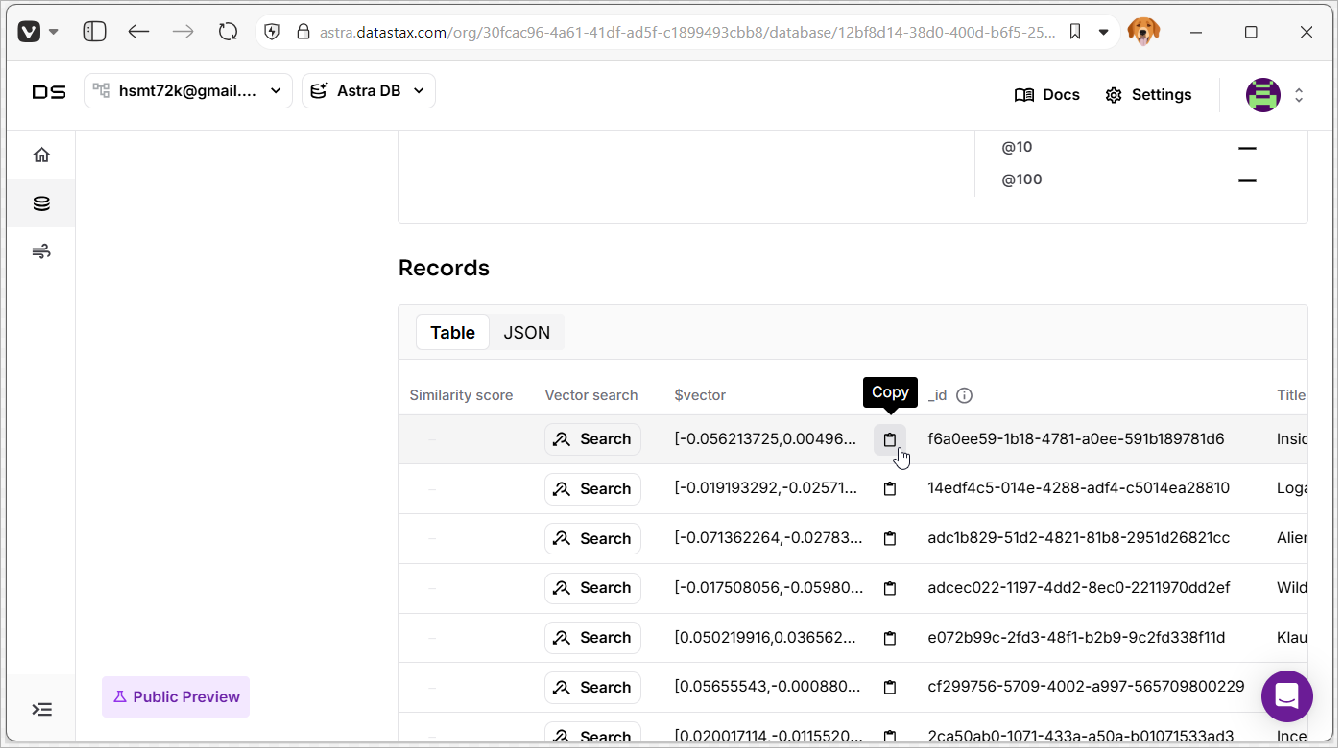 astra.datastax.com/org/30fcac96-4a61-41df-ad5f-c1899493cbb8/database/12bf8d14-38d0-400d-b6f5-25...
DS hsmt72k@gmail.... Astra DB Docs Settings
@10 —
@100 —
Records
Table JSON
Copy
Similarity score Vector search $vector _id Title
– Search [-0.056213725,0.00496... f6a0ee59-1b18-4781-a0ee-591b189781d6 Insid
– Search [-0.019193292,-0.02571... 14edf4c5-014e-4288-adf4-c5014ea28810 Loga
– Search [-0.071362264,-0.02783... adc1b829-51d2-4821-81b8-2951d26821cc Alien
– Search [-0.017508056,-0.05980... adcec022-1197-4dd2-8ec0-2211970dd2ef Wild
– Search [0.050219916,0.036562... e072b99c-2fd3-48f1-b2b9-9c2fd338f11d Klau
– Search [0.05655543,-0.000880... cf299756-5709-4002-a997-565709800229
Public Preview
– Search [0.020017114,-0.0115520... 2ca50ab0-1071-433a-a50a-b01071533ad3 Ince